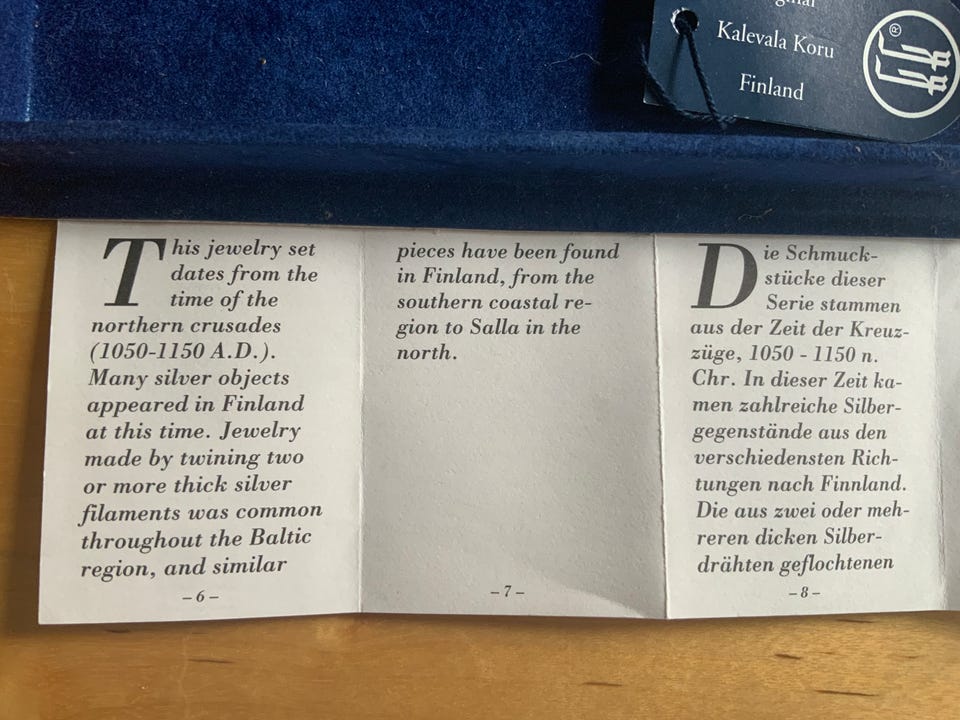 Kalevala Koru
®
Finland
This jewelry set
dates from the
time of the
northern crusades
(1050-1150 A.D.).
Many silver objects
appeared in Finland
at this time. Jewelry
made by twining two
or more thick silver
filaments was common
throughout the Baltic
region, and similar
– 6 –
pieces have been found
in Finland, from the
southern coastal re-
gion to Salla in the
north.
– 7 –
Die Schmuck-
stücke dieser
Serie stammen
aus der Zeit der Kreuz-
züge, 1050 - 1150 n.
Chr. In dieser Zeit ka-
men zahlreiche Silber-
gegenstände aus den
verschiedensten Rich-
tungen nach Finnland.
Die aus zwei oder meh-
reren dicken Silber-
drähten geflochtenen
– 8 –